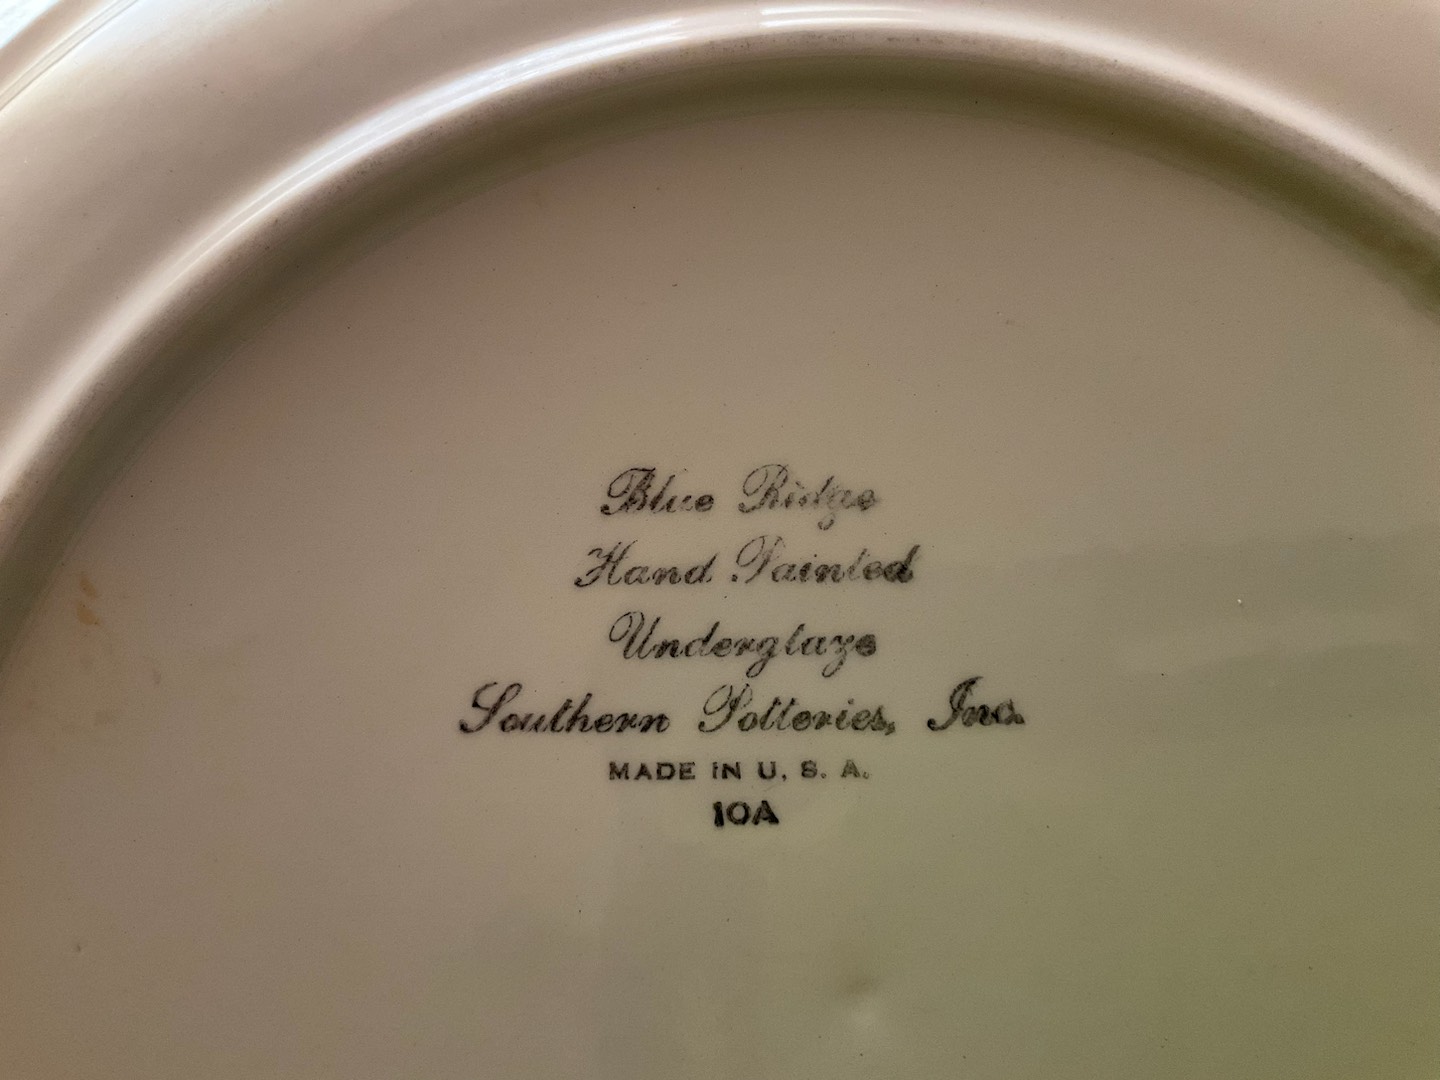 Blue Ridge
Hand Painted
Underglaze
Southern Potteries, Inc.
MADE IN U. S. A.
10A